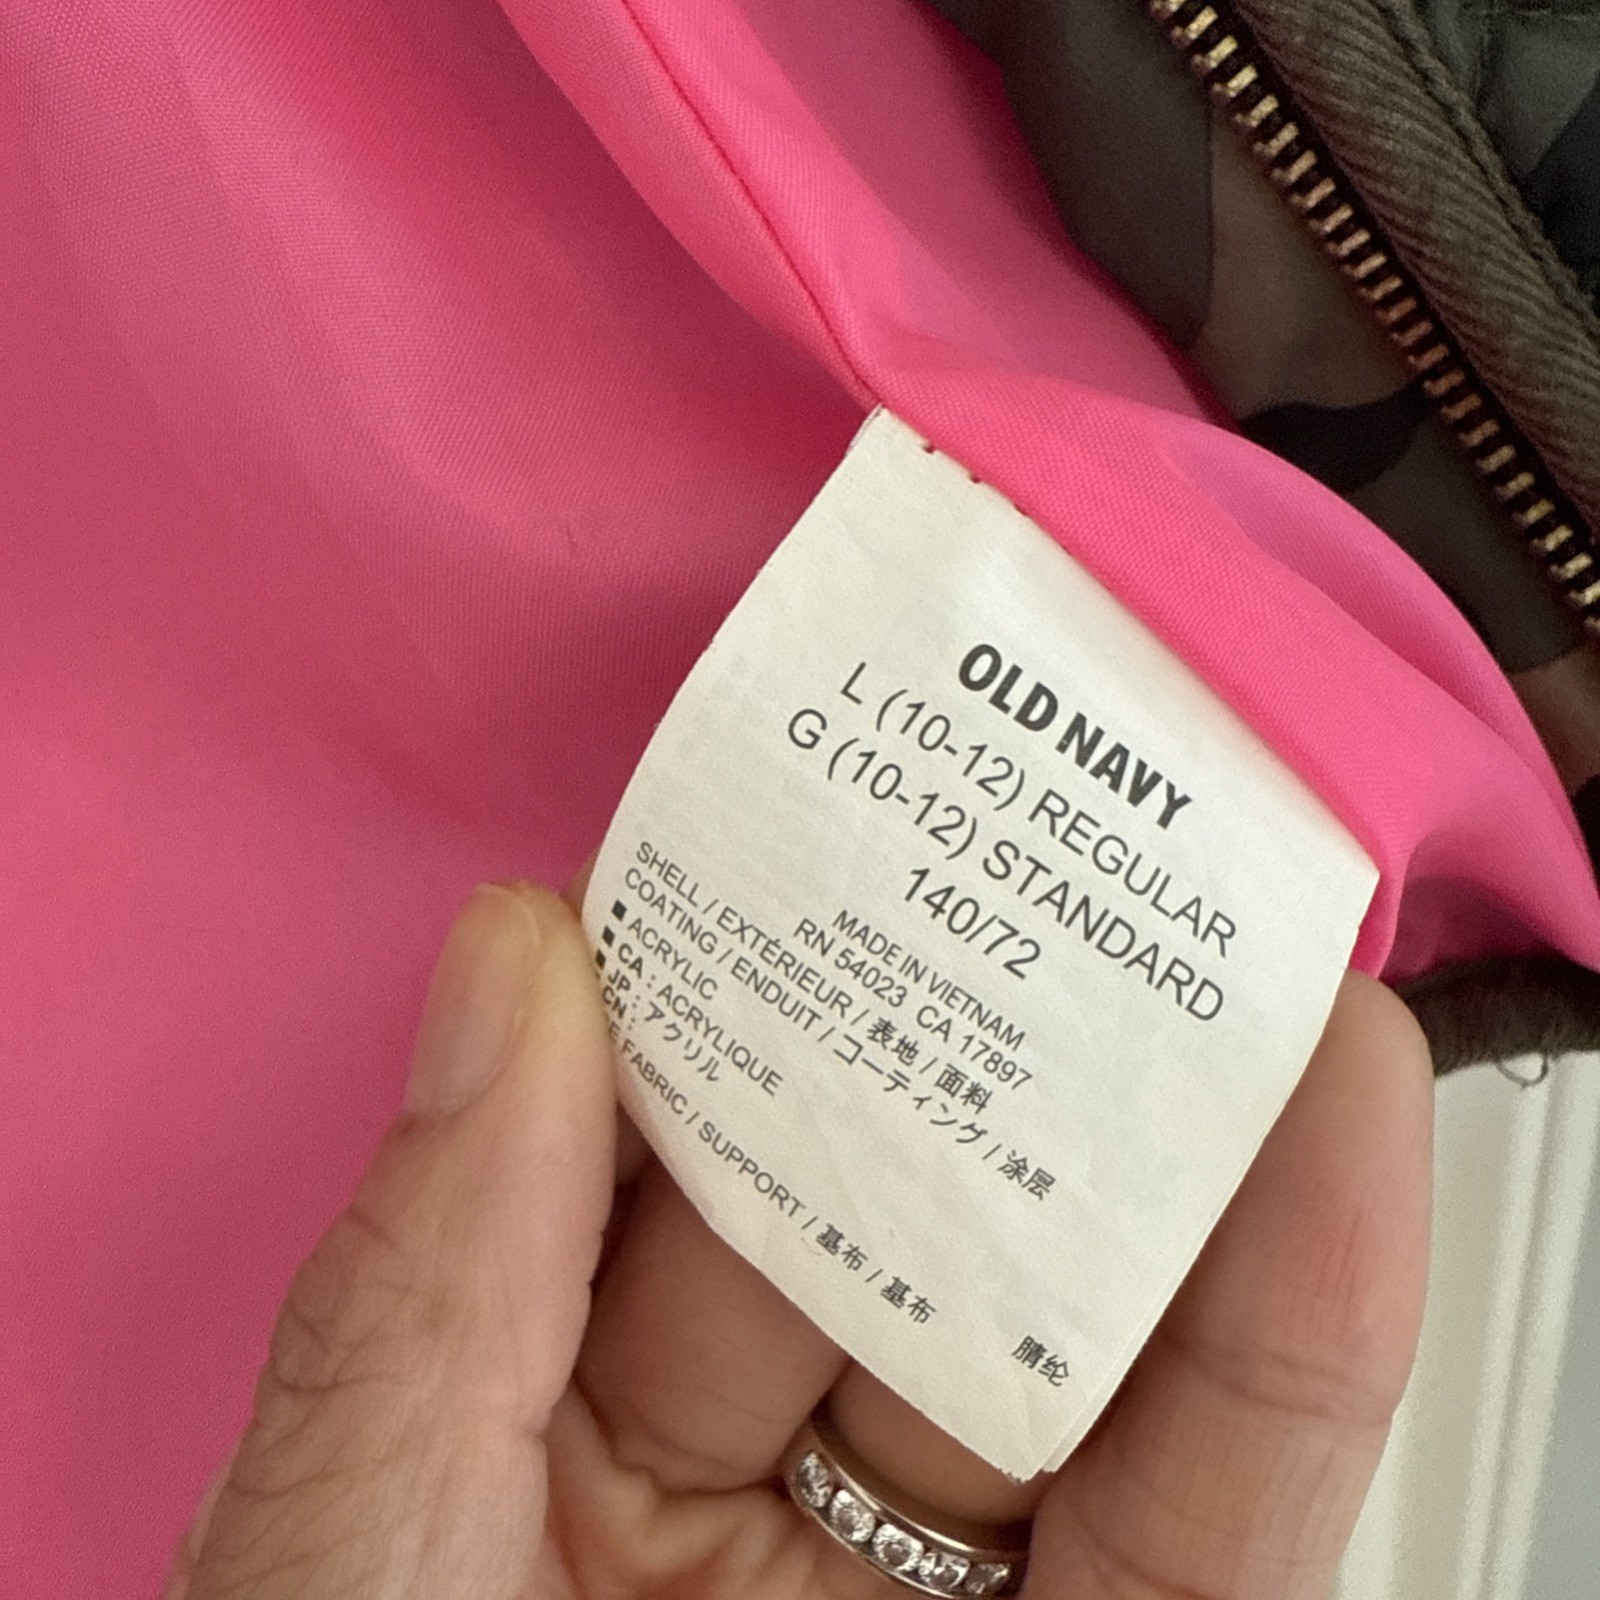 OLD NAVY
L (10-12) REGULAR
G (10-12) STANDARD
140/72
MADE IN VIETNAM
RN 54023 CA 17897
SHELL / EXTÉRIEUR / 表地 / 面料
COATING / ENDUIT / コーティング / 涂层
■ ACRYLIC
■ CA : ACRYLIQUE
■ JP : アクリル
CN : 腈纶
FABRIC / SUPPORT / 基布 / 基布